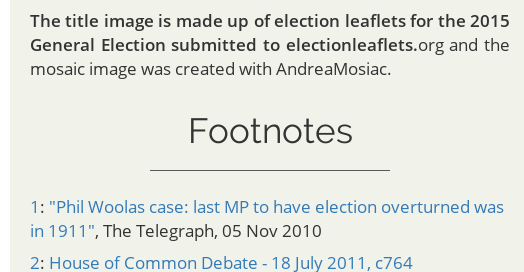 The title image is made up of election leaflets for the 2015
General Election submitted to electionleaflets.org and the
mosaic image was created with AndreaMosiac.
Footnotes
1: "Phil Woolas case: last MP to have election overturned was
in 1911", The Telegraph, 05 Nov 2010
2: House of Common Debate - 18 July 2011, c764